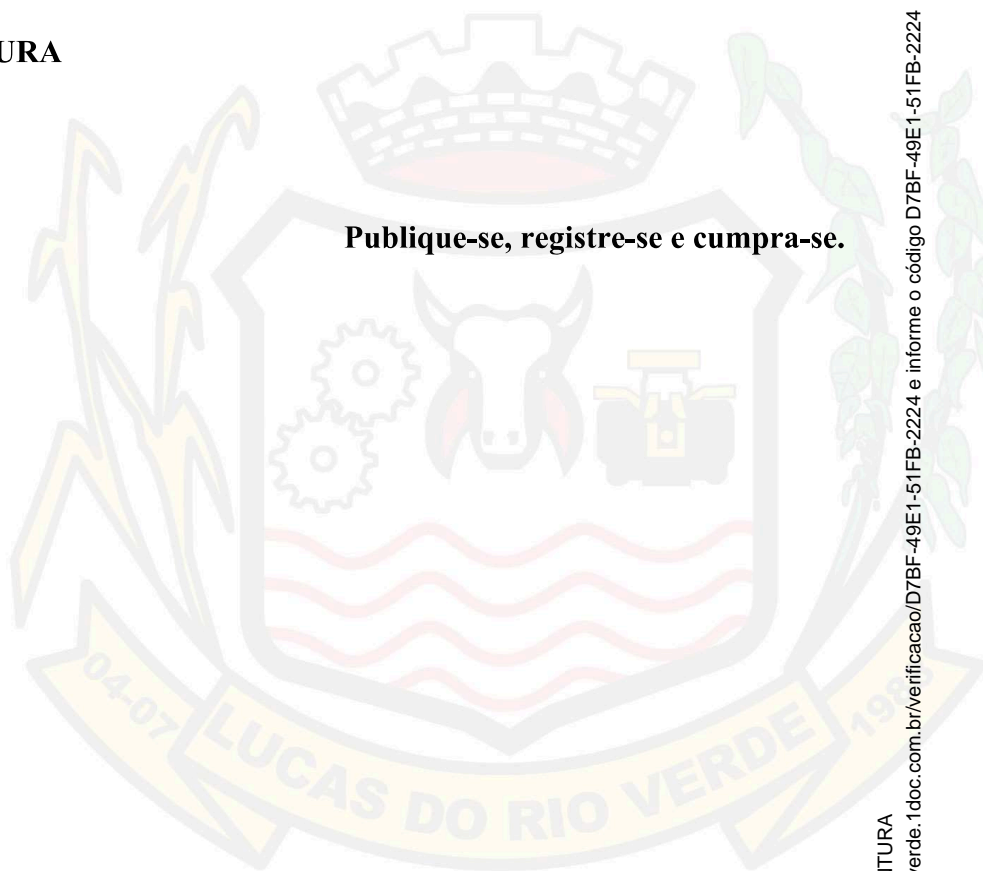 URA
Publique-se, registre-se e cumpra-se.
04-07
LUCAS DO RIO VERDE
ITURA
verde.1doc.com.br/verificacao/D7BF-49E1-51FB-2224 e informe o código D7BF-49E1-51FB-2224